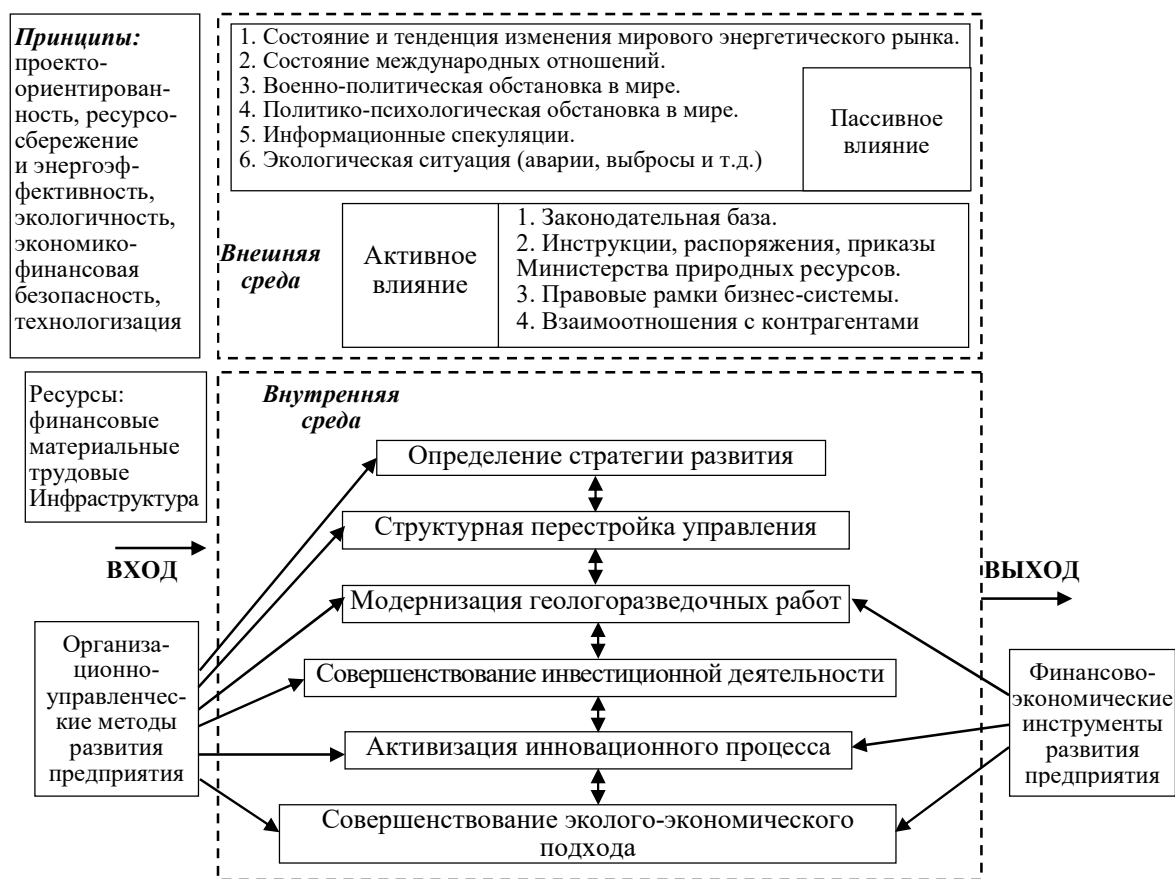 Принципы:
проекто-
ориентирован-
ность, ресурсо-
сбережение
и энергоэф-
фективность,
экологичность,
экономико-
финансовая
безопасность,
технологизация
1. Состояние и тенденция изменения мирового энергетического рынка.
2. Состояние международных отношений.
3. Военно-политическая обстановка в мире.
4. Политико-психологическая обстановка в мире.
5. Информационные спекуляции.
6. Экологическая ситуация (аварии, выбросы и т.д.)
Пассивное
влияние
Внешняя
среда
Активное
влияние
1. Законодательная база.
2. Инструкции, распоряжения, приказы
Министерства природных ресурсов.
3. Правовые рамки бизнес-системы.
4. Взаимоотношения с контрагентами
Ресурсы:
финансовые
материальные
трудовые
Инфраструктура
Внутренняя
среда
Определение стратегии развития
Структурная перестройка управления
ВХОД
ВЫХОД
Модернизация геологоразведочных работ
Организа-
ционно-
управленчес-
кие методы
развития
предприятия
Совершенствование инвестиционной деятельности
Финансово-
экономические
инструменты
развития
предприятия
Активизация инновационного процесса
Совершенствование эколого-экономического
подхода